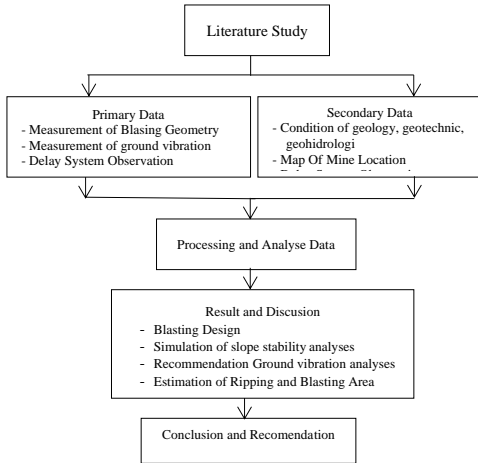 Literature Study
Primary Data
- Measurement of Blasing Geometry
- Measurement of ground vibration
- Delay System Observation
Secondary Data
- Condition of geology, geotechnic,
geohidrologi
- Map Of Mine Location
Processing and Analyse Data
Result and Discusion
- Blasting Design
- Simulation of slope stability analyses
- Recommendation Ground vibration analyses
- Estimation of Ripping and Blasting Area
Conclusion and Recomendation